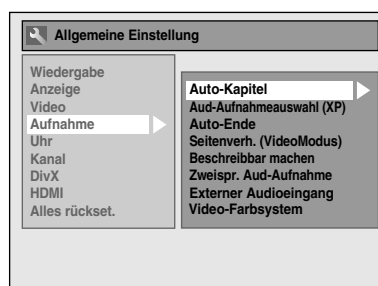 Allgemeine Einstellung
Wiedergabe
Anzeige
Video
Aufnahme
Uhr
Kanal
DivX
HDMI
Alles rückset.
Auto-Kapitel
Aud-Aufnahmeauswahl (XP)
Auto-Ende
Seitenverh. (VideoModus)
Beschreibbar machen
Zweispr. Aud-Aufnahme
Externer Audioeingang
Video-Farbsystem